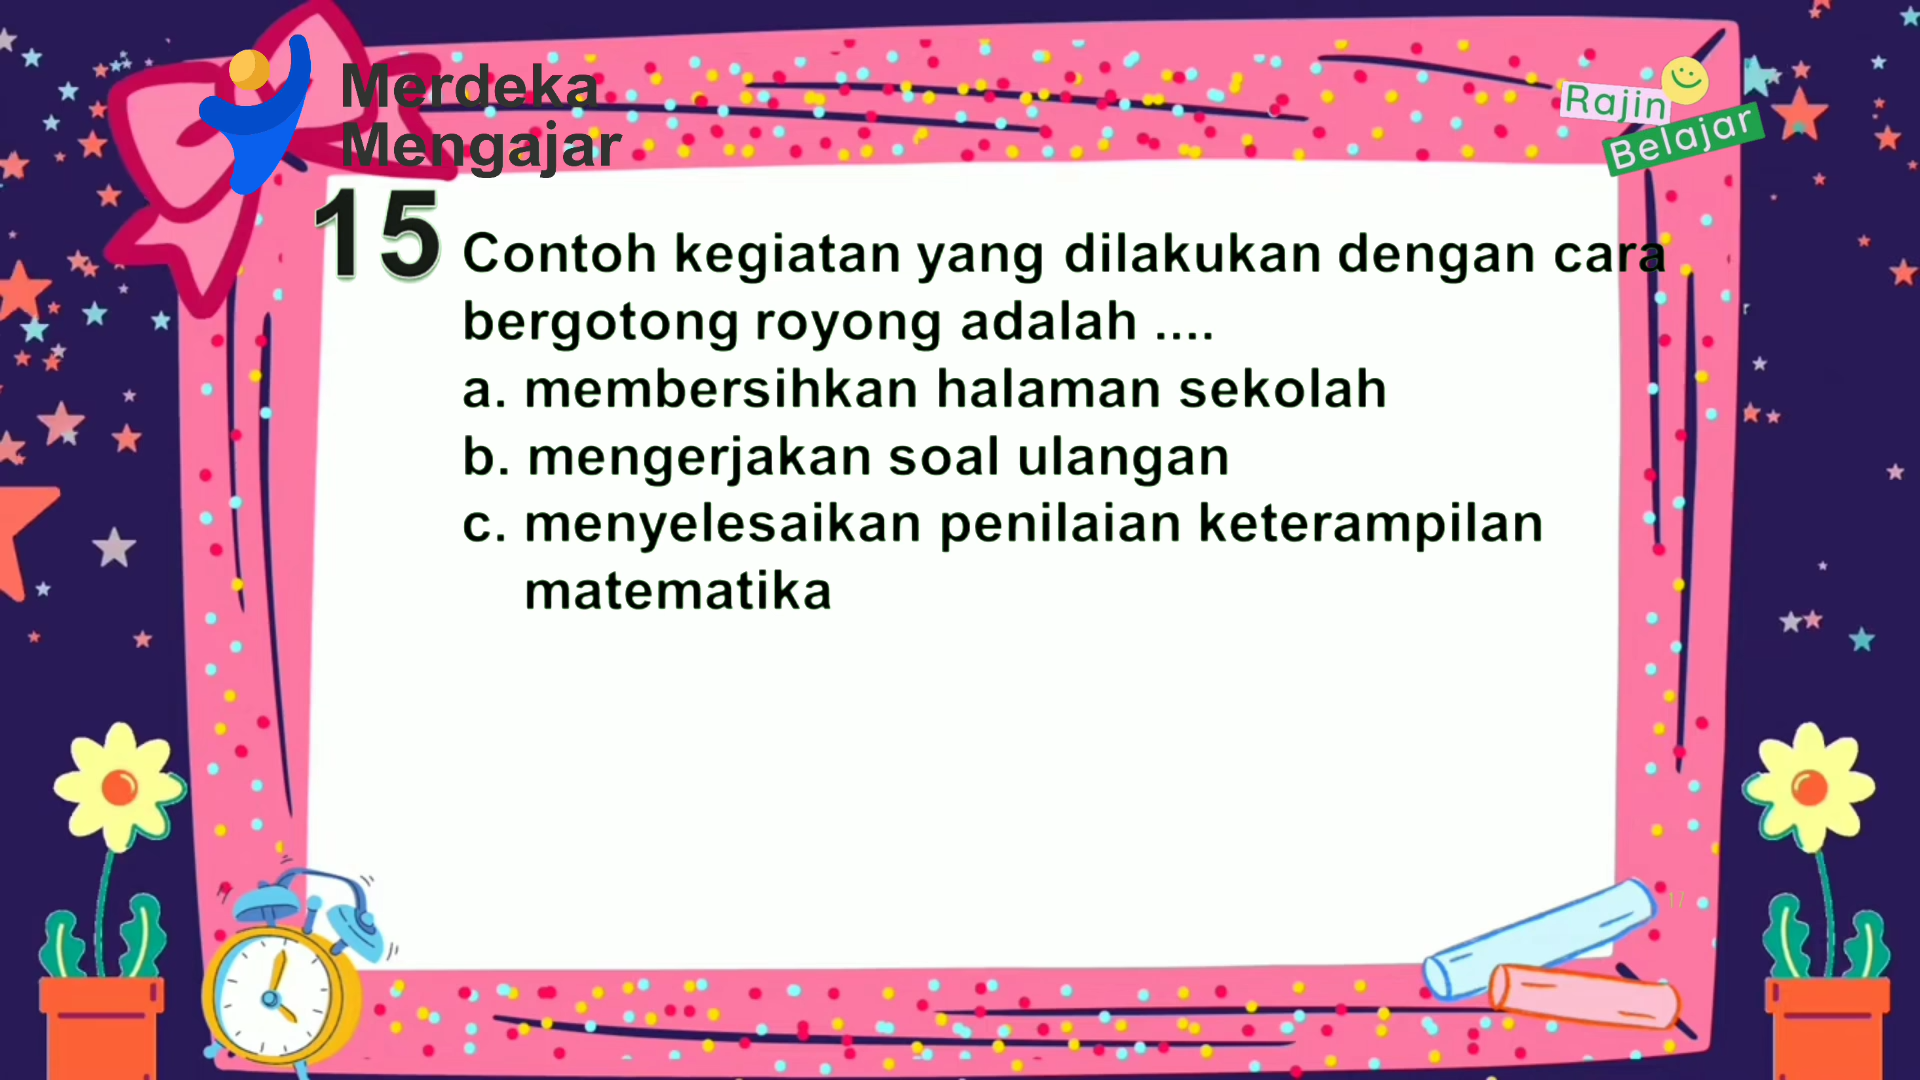 Merdeka
Mengajar
Rajin
Belajar
15
Contoh kegiatan yang dilakukan dengan cara
bergotong royong adalah ....
a. membersihkan halaman sekolah
b. mengerjakan soal ulangan
c. menyelesaikan penilaian keterampilan
matematika
17